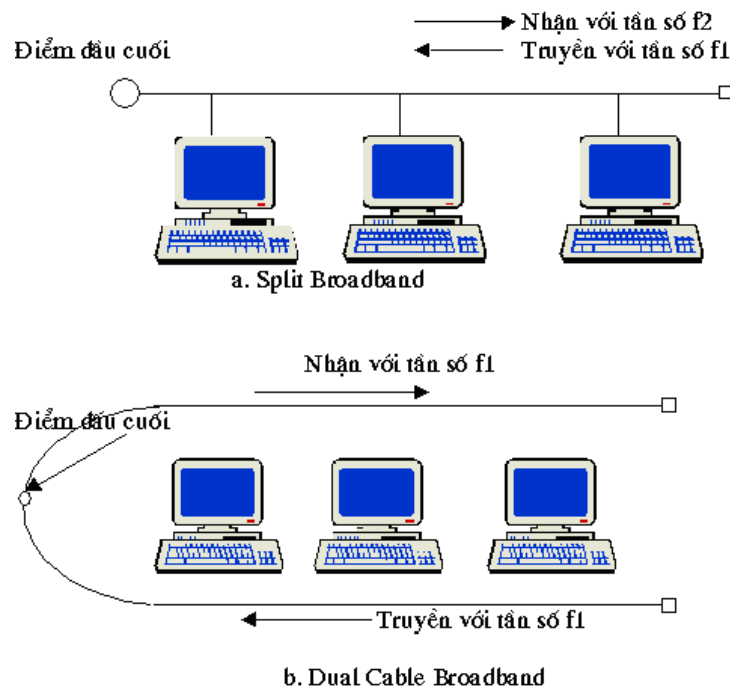 Nhận với tần số f2
Điểm đầu cuối
Truyền với tần số f1
a. Split Broadband
Nhận với tần số f1
Điểm đấu cuối
Truyền với tần số f1
b. Dual Cable Broadband